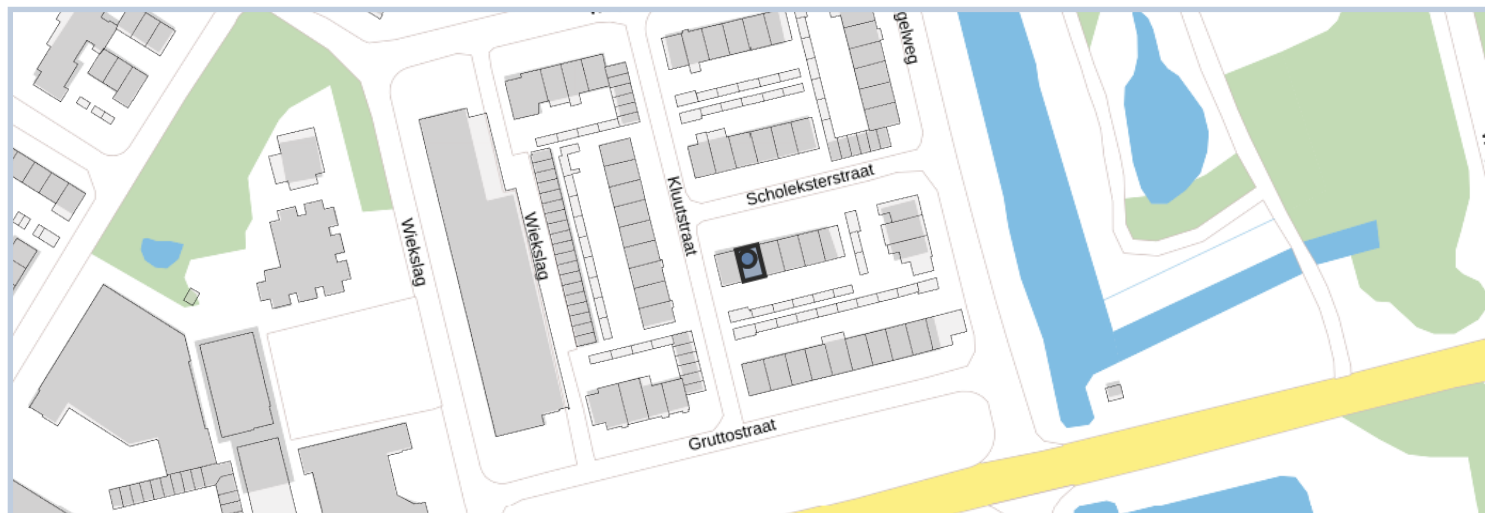 gelweg
Scholeksterstraat
Kluutstraat
Wiekslag
Wiekslag
Gruttostraat